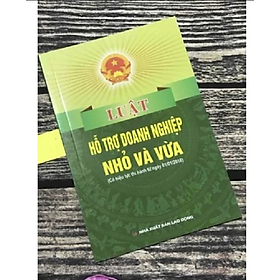 LUẬT
HỖ TRỢ DOANH NGHIỆP
NHỎ VÀ VỪA
(Có hiệu lực thi hành từ ngày 01/01/2018)
NHÀ XUẤT BẢN LAO ĐỘNG